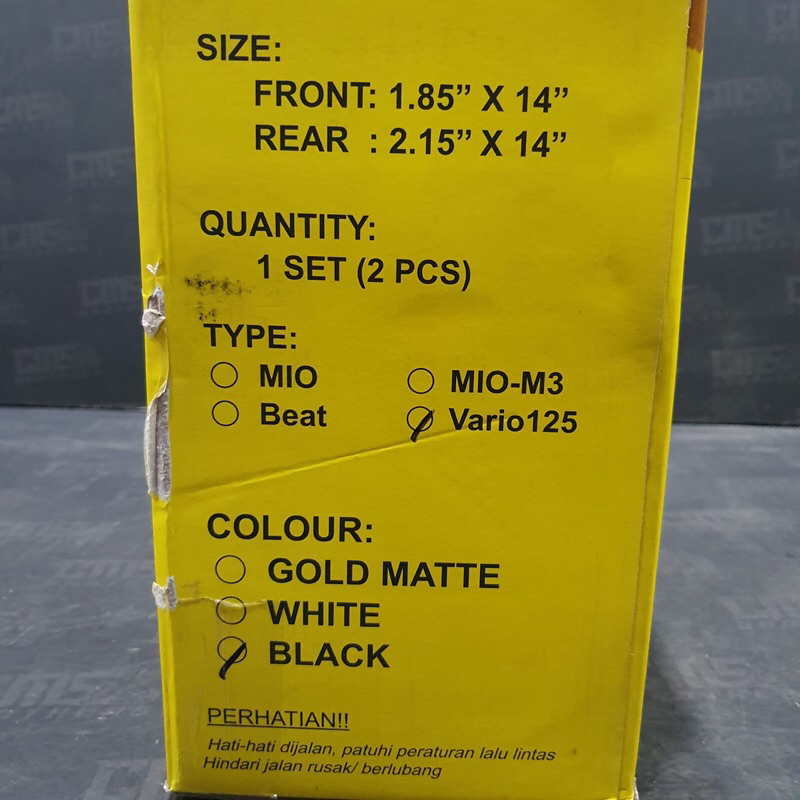 SIZE:
FRONT: 1.85” X 14”
REAR : 2.15” X 14”
QUANTITY:
1 SET (2 PCS)
TYPE:
MIO
MIO-M3
Beat
Vario125
COLOUR:
GOLD MATTE
WHITE
BLACK
PERHATIAN!!
Hati-hati dijalan, patuhi peraturan lalu lintas
Hindari jalan rusak/ berlubang